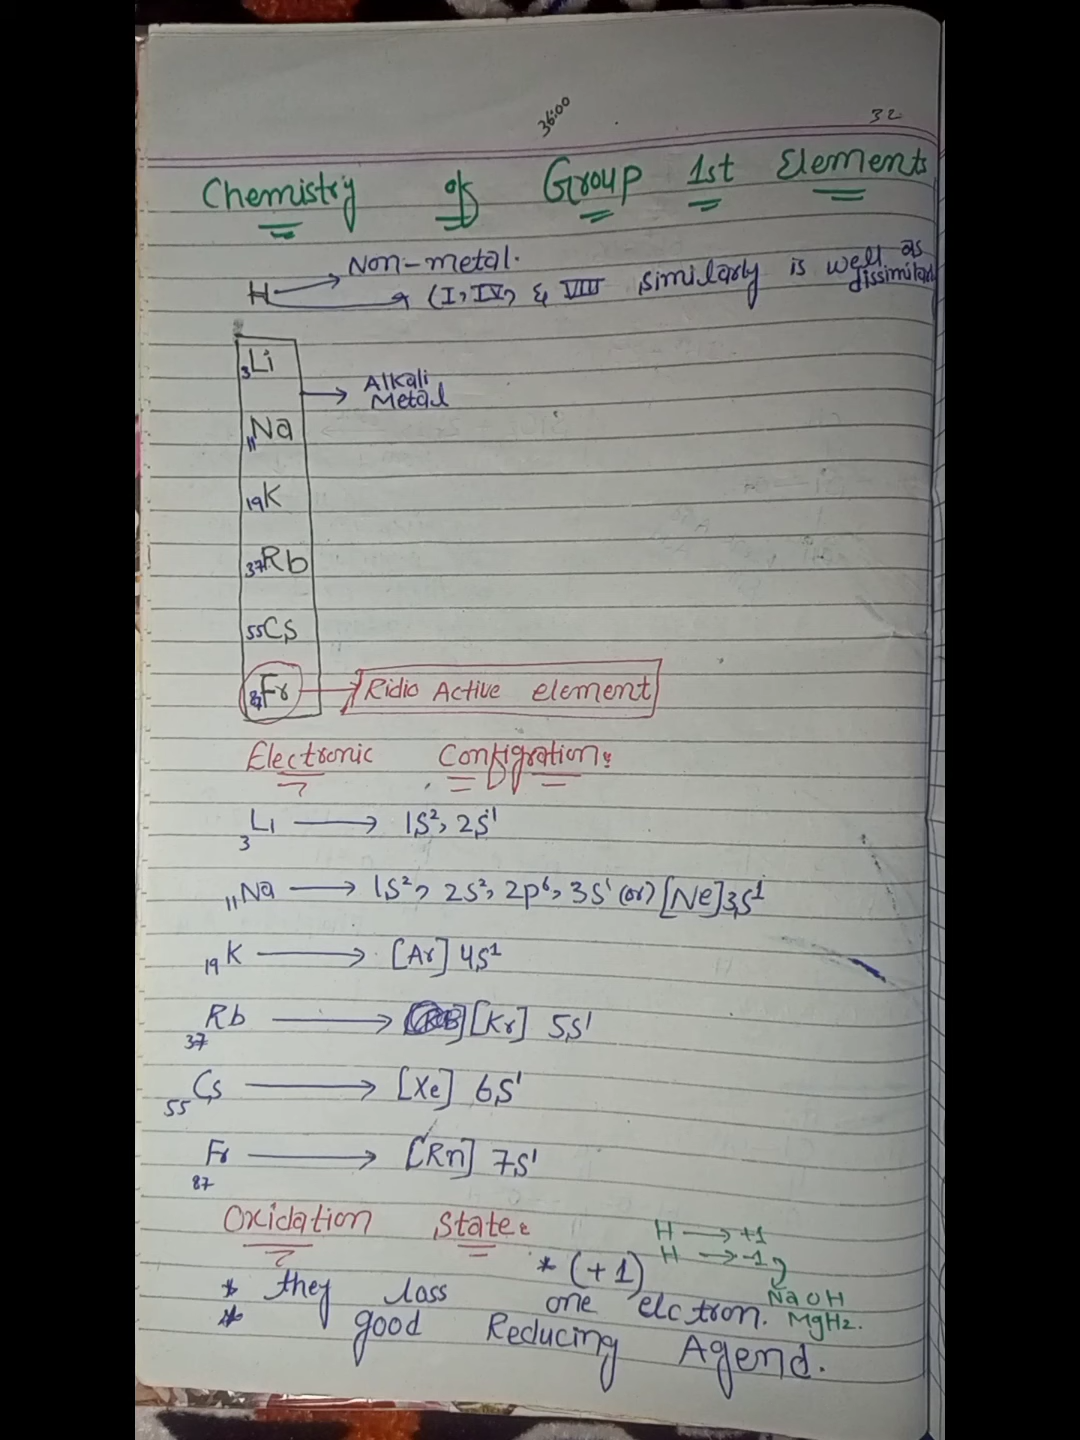 36:00
32
Chemistry of Group 1st Elements
H → Non-metal.
→ (I, IV, & VIII similarly is well as dissimilarly
3Li
→ Alkali Metal
11Na
19K
37Rb
55Cs
87Fr → Ridio Active element
Electronic Configration:
3Li → 1S², 2S¹
11Na → 1S², 2S², 2P⁶, 3S¹ (or) [Ne]3S¹
19K → [Ar] 4S¹
37Rb → [Kr] 5S¹
55Cs → [Xe] 6S¹
87Fr → [Rn] 7S¹
Oxidation State:
H → +1
H → -1
* (+1)
NaOH
MgH2.
* they loss one elctron.
* good Reducing Agend.